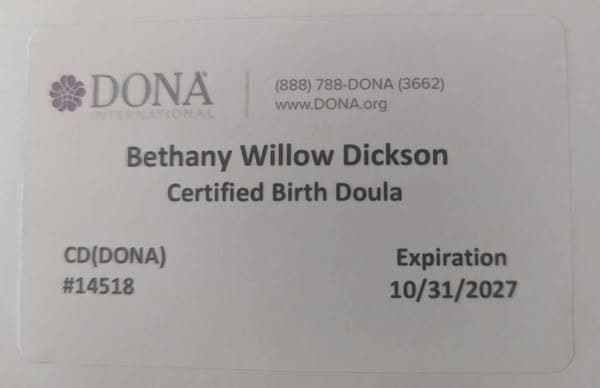 DONA
INTERNATIONAL
(888) 788-DONA (3662)
www.DONA.org
Bethany Willow Dickson
Certified Birth Doula
CD(DONA)
#14518
Expiration
10/31/2027